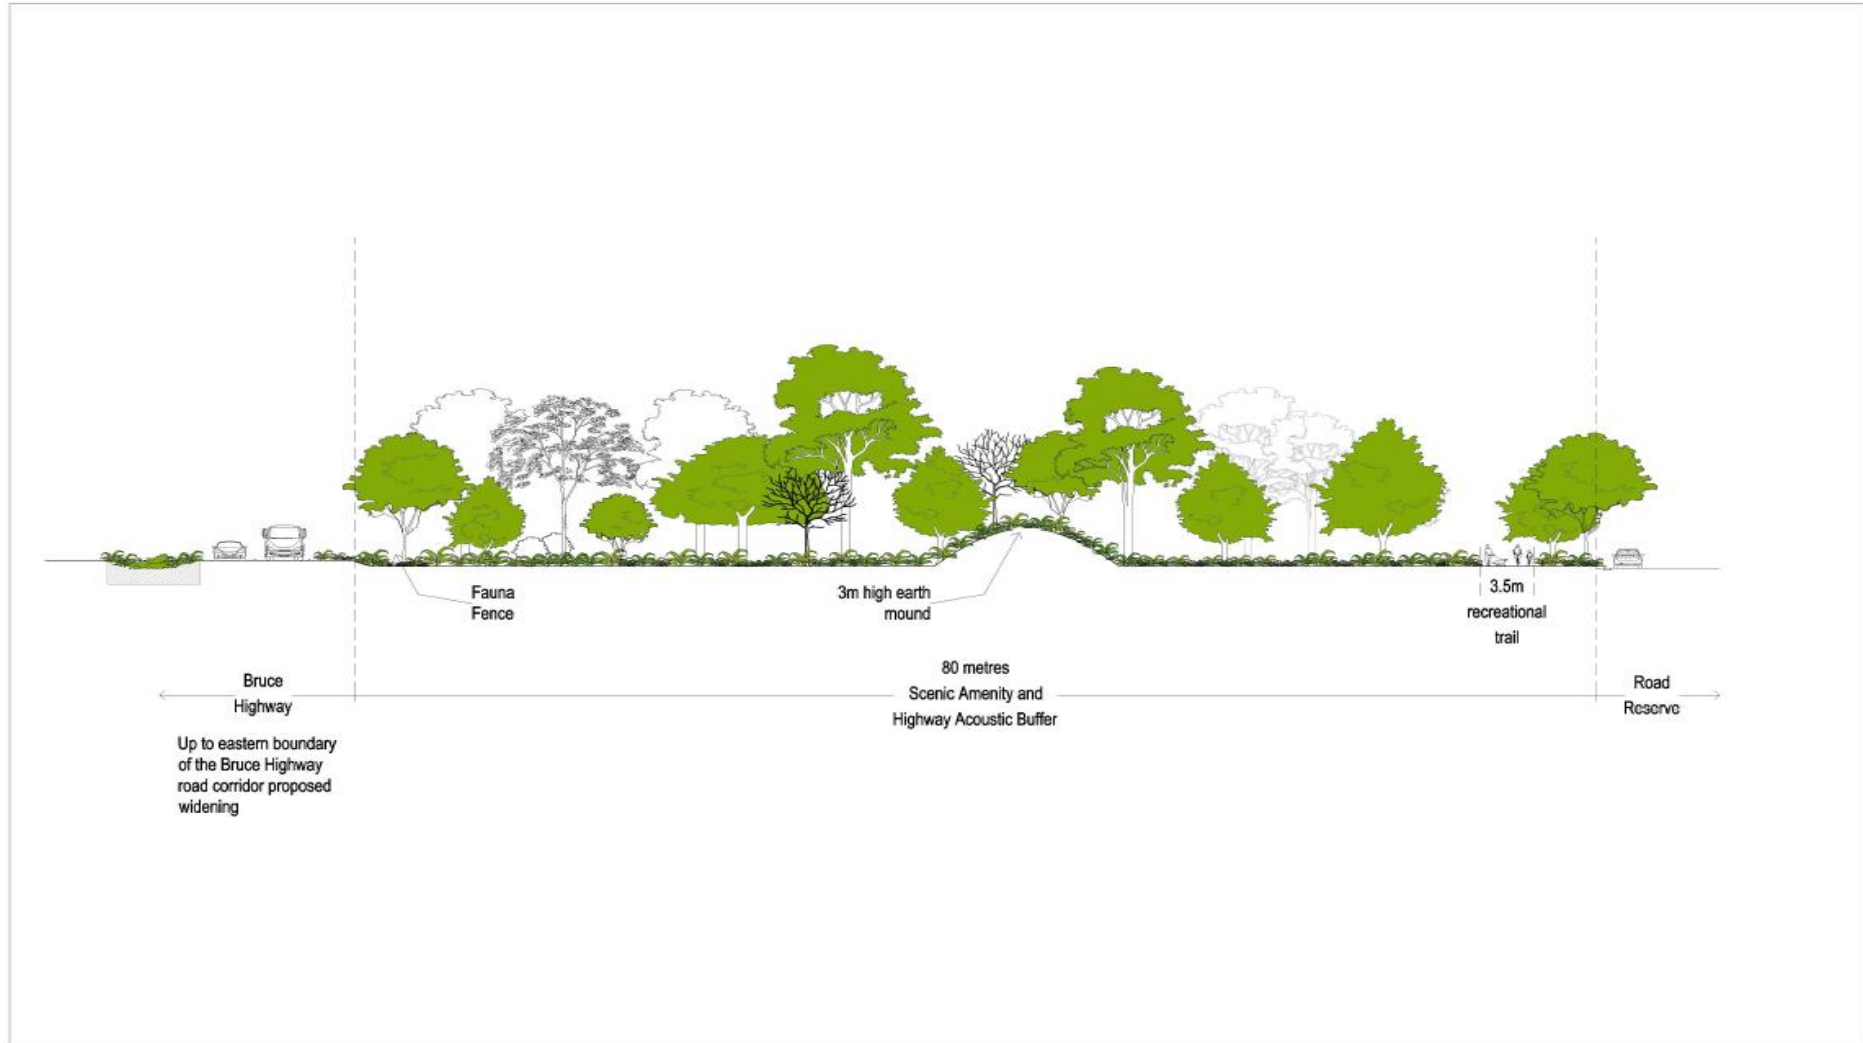 Fauna
Fence
3m high earth
mound
3.5m
recreational
trail
80 metres
Scenic Amenity and
Highway Acoustic Buffer
Bruce
Highway
Road
Reserve
Up to eastern boundary
of the Bruce Highway
road corridor proposed
widening